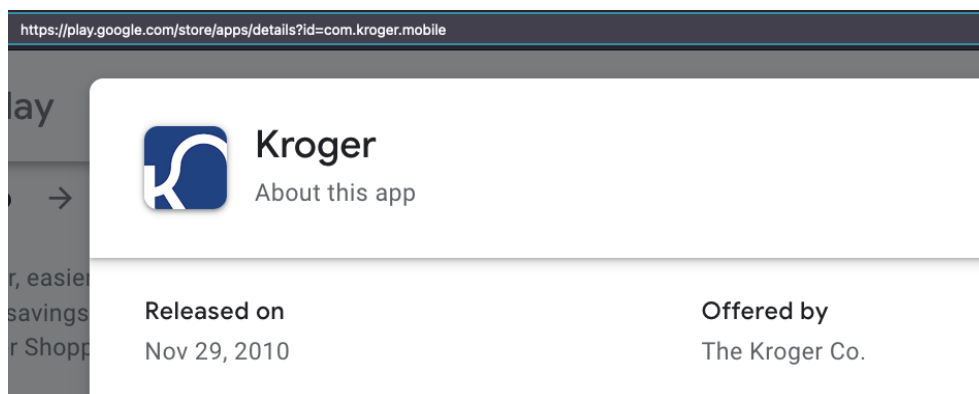 https://play.google.com/store/apps/details?id=com.kroger.mobile
lay
Kroger
About this app
r, easier
savings
r Shopp
Released on
Nov 29, 2010
Offered by
The Kroger Co.